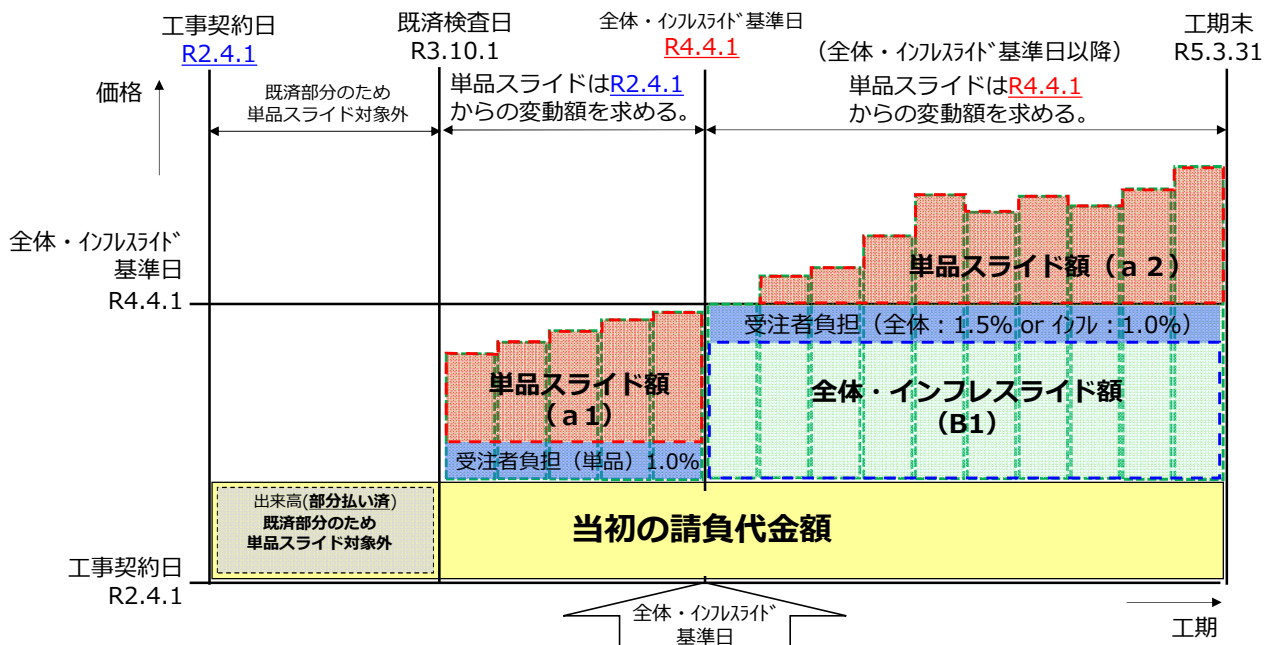 工事契約日
R2.4.1
既済検査日
R3.10.1
全体・インフレスライド基準日
R4.4.1
(全体・インフレスライド基準日以降)
工期末
R5.3.31
価格
既済部分のため
単品スライド対象外
単品スライドはR2.4.1
からの変動額を求める。
単品スライドはR4.4.1
からの変動額を求める。
全体・インフレスライド
基準日
R4.4.1
単品スライド額(a2)
受注者負担(全体:1.5% or インフレ:1.0%)
単品スライド額
(a1)
全体・インフレスライド額
(B1)
受注者負担(単品)1.0%
出来高(部分払い済)
既済部分のため
単品スライド対象外
当初の請負代金額
工事契約日
R2.4.1
全体・インフレスライド
基準日
工期